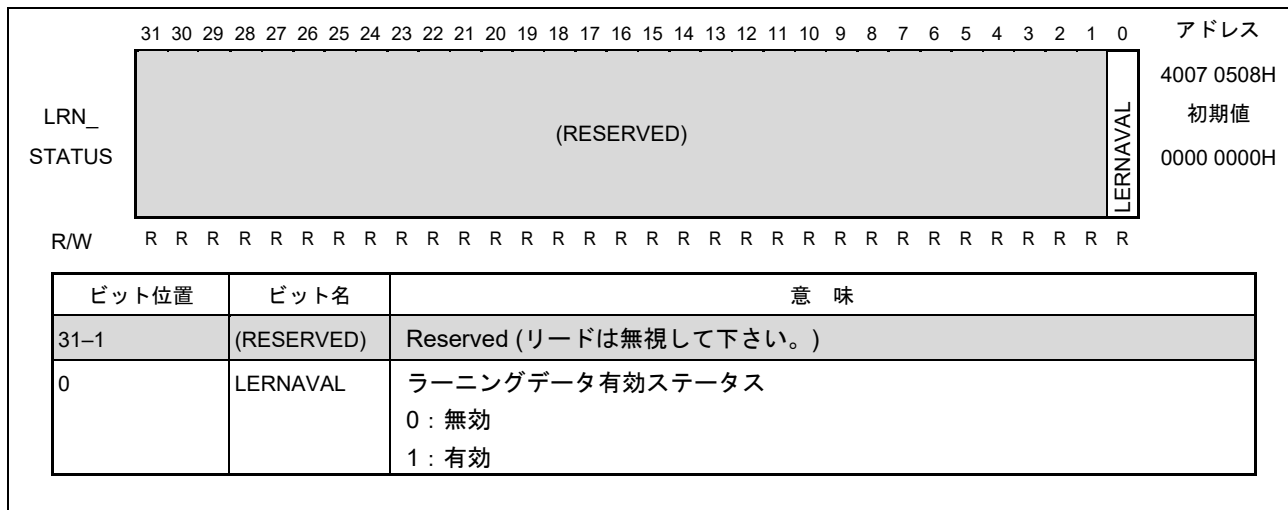 31 30 29 28 27 26 25 24 23 22 21 20 19 18 17 16 15 14 13 12 11 10 9 8 7 6 5 4 3 2 1 0 アドレス
4007 0508H
LRN_
STATUS
(RESERVED)
LERNAVAL
初期値
0000 0000H
R/W R R R R R R R R R R R R R R R R R R R R R R R R R R R R R R R R
ビット位置 ビット名 意 味
31–1 (RESERVED) Reserved (リードは無視して下さい。)
0 LERNAVAL ラーニングデータ有効ステータス
0：無効
1：有効